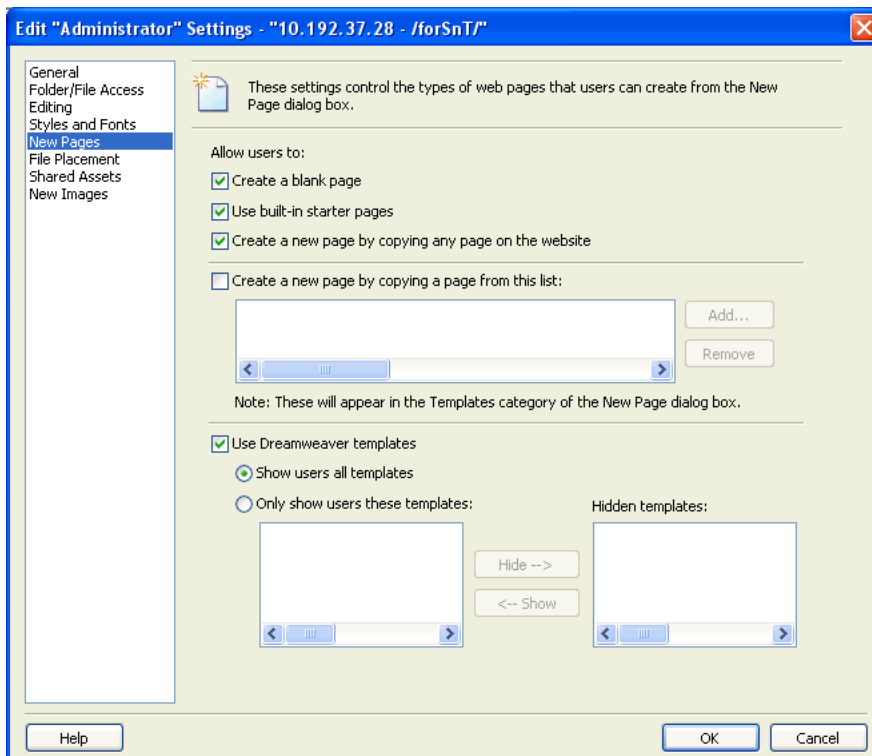 Edit "Administrator" Settings - "10.192.37.28 - /forSnT/"
General
Folder/File Access
Editing
Styles and Fonts
New Pages
File Placement
Shared Assets
New Images
These settings control the types of web pages that users can create from the New
Page dialog box.
Allow users to:
Create a blank page
Use built-in starter pages
Create a new page by copying any page on the website
Create a new page by copying a page from this list:
Add...
Remove
Note: These will appear in the Templates category of the New Page dialog box.
Use Dreamweaver templates
Show users all templates
Only show users these templates:
Hidden templates:
Hide -->
<-- Show
Help
OK
Cancel